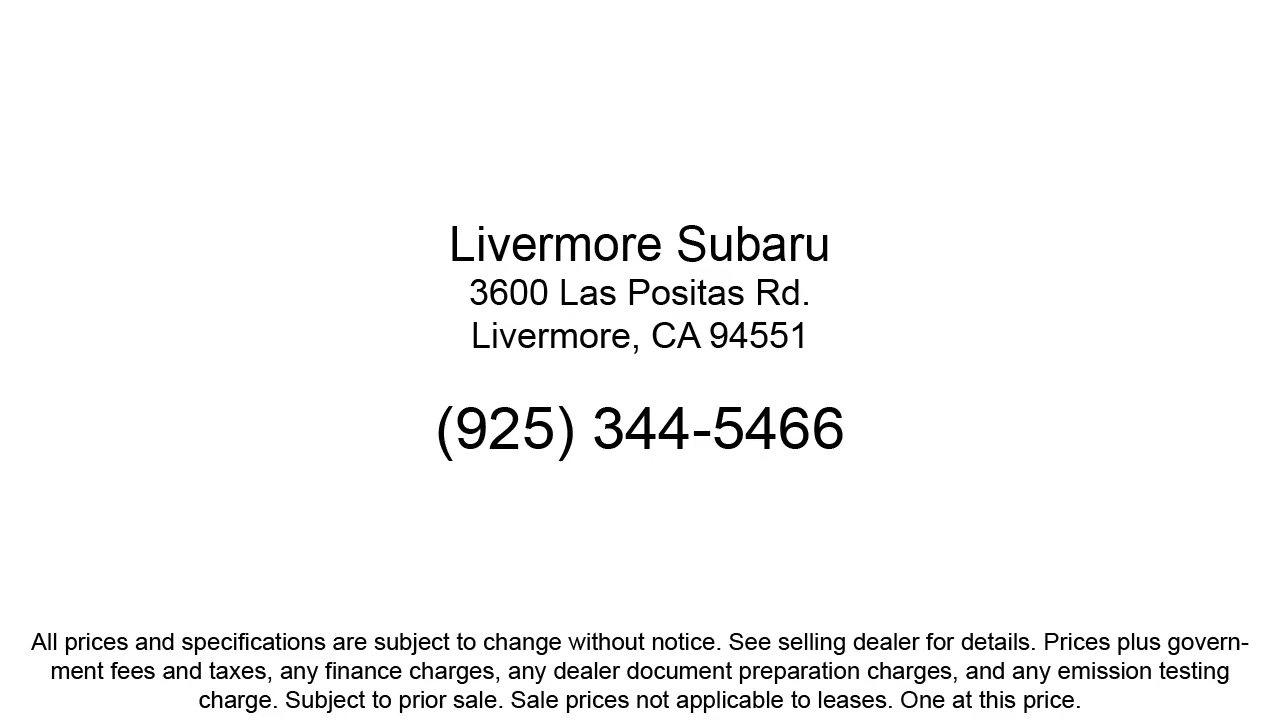 Livermore Subaru
3600 Las Positas Rd.
Livermore, CA 94551
(925) 344-5466
All prices and specifications are subject to change without notice. See selling dealer for details. Prices plus govern-
ment fees and taxes, any finance charges, any dealer document preparation charges, and any emission testing
charge. Subject to prior sale. Sale prices not applicable to leases. One at this price.